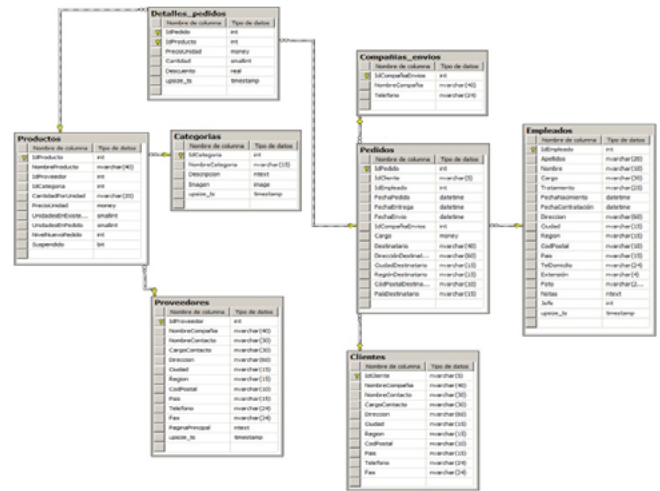 Detalles_pedidos
Nombre de columna Tipo de datos
IdPedido int
IdProducto int
PrecioUnidad money
Cantidad smallint
Descuento real
upsize_ts timestamp
Compañias_envios
Nombre de columna Tipo de datos
IdCompañiaEnvios int
NombreCompañia nvarchar(40)
Telefono nvarchar(24)
Productos
Nombre de columna Tipo de datos
IdProducto int
NombreProducto nvarchar(40)
IdProveedor int
IdCategoria int
CantidadPorUnidad nvarchar(20)
PrecioUnidad money
UnidadesEnExiste... smallint
UnidadesEnPedido smallint
NivelNuevoPedido int
Suspendido bit
Categorias
Nombre de columna Tipo de datos
IdCategoria int
NombreCategoria nvarchar(15)
Descripcion ntext
Imagen image
upsize_ts timestamp
Pedidos
Nombre de columna Tipo de datos
IdPedido int
IdCliente nvarchar(5)
IdEmpleado int
FechaPedido datetime
FechaEntrega datetime
FechaEnvio datetime
IdCompañiaEnvios int
Cargo money
Destinatario nvarchar(40)
DirecciónDestinat... nvarchar(60)
CiudadDestinatario nvarchar(15)
RegiónDestinatario nvarchar(15)
CódPostalDestina... nvarchar(10)
PaísDestinatario nvarchar(15)
Empleados
Nombre de columna Tipo de datos
IdEmpleado int
Apellidos nvarchar(20)
Nombre nvarchar(10)
Cargo nvarchar(30)
Tratamiento nvarchar(25)
FechaNacimiento datetime
FechaContratación datetime
Direccion nvarchar(60)
Ciudad nvarchar(15)
Region nvarchar(15)
CodPostal nvarchar(10)
Pais nvarchar(15)
TelDomicilio nvarchar(24)
Extensión nvarchar(4)
Foto nvarchar(2...
Notas ntext
Jefe int
upsize_ts timestamp
Proveedores
Nombre de columna Tipo de datos
IdProveedor int
NombreCompañia nvarchar(40)
NombreContacto nvarchar(30)
CargoContacto nvarchar(30)
Direccion nvarchar(60)
Ciudad nvarchar(15)
Region nvarchar(15)
CodPostal nvarchar(10)
Pais nvarchar(15)
Telefono nvarchar(24)
Fax nvarchar(24)
PaginaPrincipal ntext
upsize_ts timestamp
Clientes
Nombre de columna Tipo de datos
IdCliente nvarchar(5)
NombreCompañia nvarchar(40)
NombreContacto nvarchar(30)
CargoContacto nvarchar(30)
Direccion nvarchar(60)
Ciudad nvarchar(15)
Region nvarchar(15)
CodPostal nvarchar(10)
Pais nvarchar(15)
Telefono nvarchar(24)
Fax nvarchar(24)